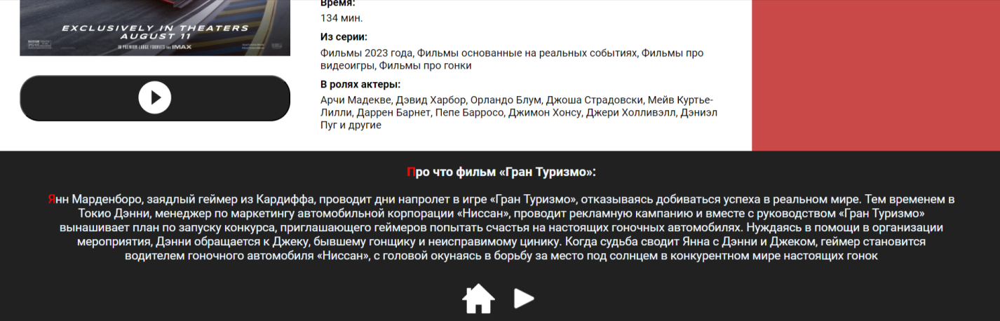 EXCLUSIVELY IN THEATERS
AUGUST 11
IN PREMIUM LARGE FORMATS AND IMAX
Время:
134 мин.
Из серии:
Фильмы 2023 года, Фильмы основанные на реальных событиях, Фильмы про
видеоигры, Фильмы про гонки
В ролях актеры:
Арчи Мадекве, Дэвид Харбор, Орландо Блум, Джоша Страдовски, Мейв Куртье-
Лилли, Даррен Барнет, Пепе Барросо, Джимон Хонсу, Джери Холливэлл, Дэниэл
Пуг и другие
Про что фильм «Гран Туризмо»:
Янн Марденборо, заядлый геймер из Кардиффа, проводит дни напролет в игре «Гран Туризмо», отказываясь добиваться успеха в реальном мире. Тем временем в
Токио Дэнни, менеджер по маркетингу автомобильной корпорации «Ниссан», проводит рекламную кампанию и вместе с руководством «Гран Туризмо»
вынашивает план по запуску конкурса, приглашающего геймеров попытать счастья на настоящих гоночных автомобилях. Нуждаясь в помощи в организации
мероприятия, Дэнни обращается к Джеку, бывшему гонщику и неисправимому цинику. Когда судьба сводит Янна с Дэнни и Джеком, геймер становится
водителем гоночного автомобиля «Ниссан», с головой окунаясь в борьбу за место под солнцем в конкурентном мире настоящих гонок